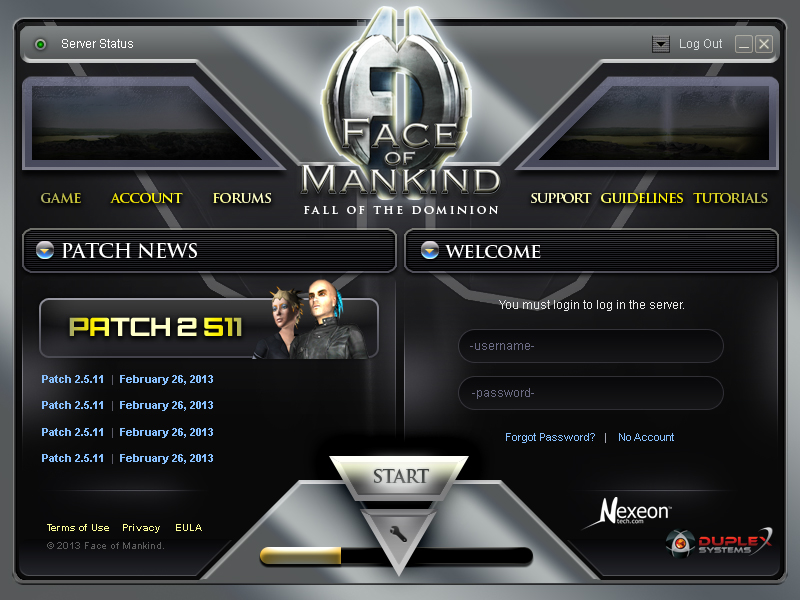 Server Status
Log Out
FACE
OF
MANKIND
FALL OF THE DOMINION
GAME ACCOUNT FORUMS
SUPPORT GUIDELINES TUTORIALS
PATCH NEWS
WELCOME
PATCH 2 511
Patch 2.5.11 | February 26, 2013
Patch 2.5.11 | February 26, 2013
Patch 2.5.11 | February 26, 2013
Patch 2.5.11 | February 26, 2013
You must login to log in the server.
-username-
-password-
Forgot Password? | No Account
START
Terms of Use Privacy EULA
© 2013 Face of Mankind.
Nexeon™
tech.com
DUPLEX
SYSTEMS